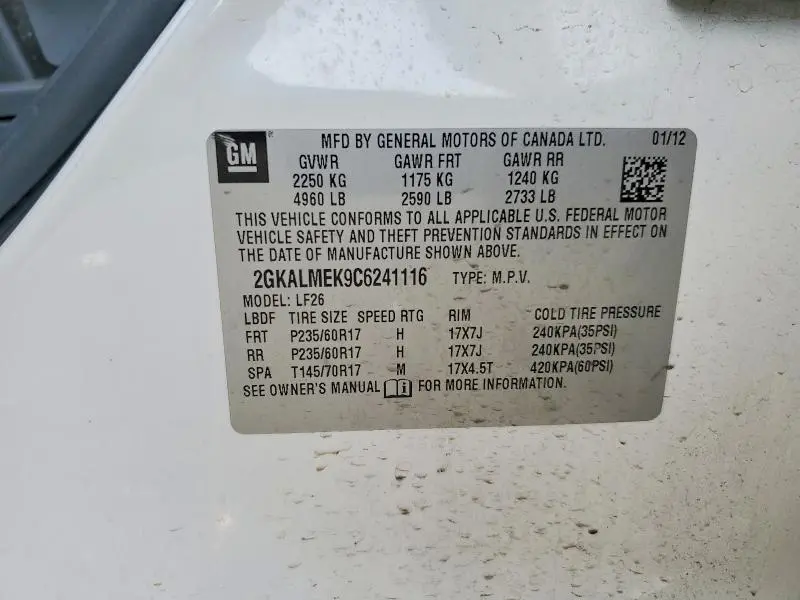 GM ® MFD BY GENERAL MOTORS OF CANADA LTD. 01/12
GVWR GAWR FRT GAWR RR
2250 KG 1175 KG 1240 KG
4960 LB 2590 LB 2733 LB
THIS VEHICLE CONFORMS TO ALL APPLICABLE U.S. FEDERAL MOTOR
VEHICLE SAFETY AND THEFT PREVENTION STANDARDS IN EFFECT ON
THE DATE OF MANUFACTURE SHOWN ABOVE.
2GKALMEK9C6241116 TYPE: M.P.V.
MODEL: LF26
LBDF TIRE SIZE SPEED RTG RIM COLD TIRE PRESSURE
FRT P235/60R17 H 17X7J 240KPA(35PSI)
RR P235/60R17 H 17X7J 240KPA(35PSI)
SPA T145/70R17 M 17X4.5T 420KPA(60PSI)
SEE OWNER'S MANUAL FOR MORE INFORMATION.